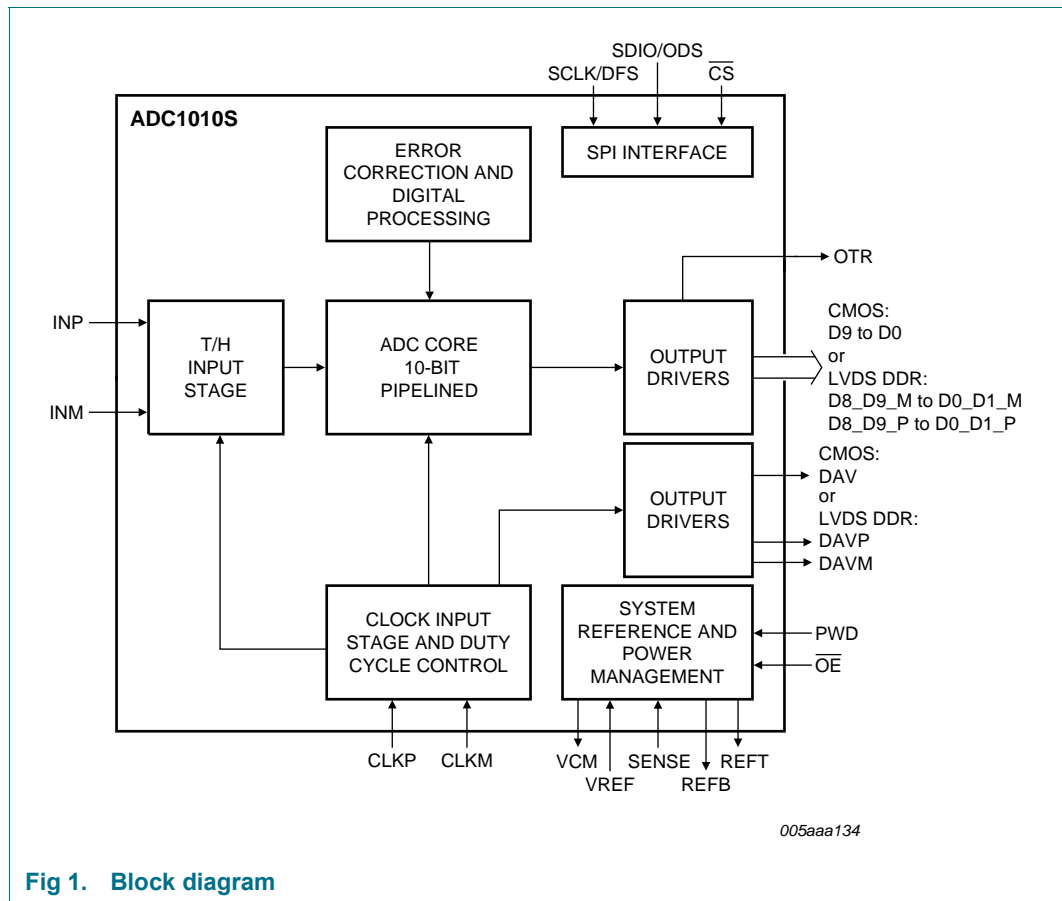 SDIO/ODS
SCLK/DFS
CS
ADC1010S
ERROR
CORRECTION AND
DIGITAL
PROCESSING
SPI INTERFACE
OTR
INP
INM
T/H
INPUT
STAGE
ADC CORE
10-BIT
PIPELINED
OUTPUT
DRIVERS
CMOS:
D9 to D0
or
LVDS DDR:
D8_D9_M to D0_D1_M
D8_D9_P to D0_D1_P
OUTPUT
DRIVERS
CMOS:
DAV
or
LVDS DDR:
DAVP
DAVM
CLOCK INPUT
STAGE AND DUTY
CYCLE CONTROL
SYSTEM
REFERENCE AND
POWER
MANAGEMENT
PWD
OE
CLKP
CLKM
VCM
VREF
SENSE
REFB
REFT
005aaa134
Fig 1. Block diagram